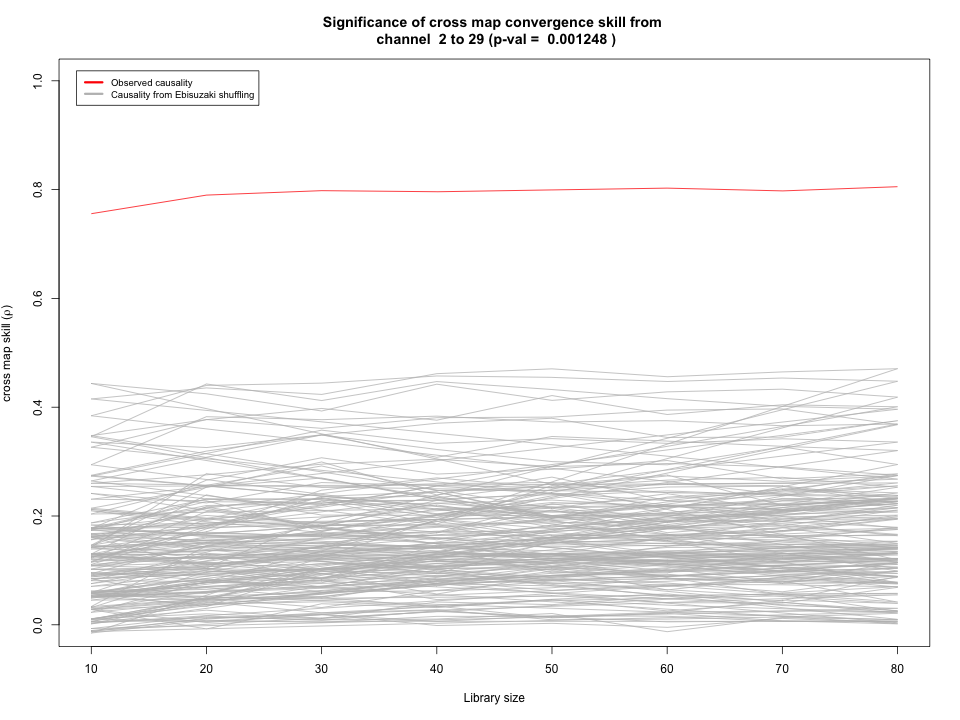 Significance of cross map convergence skill from
channel  2 to 29 (p-val =  0.001248 )
Observed causality
Causality from Ebisuzaki shuffling
1.0
0.8
0.6
0.4
0.2
0.0
cross map skill (ρ)
10 20 30 40 50 60 70 80
Library size